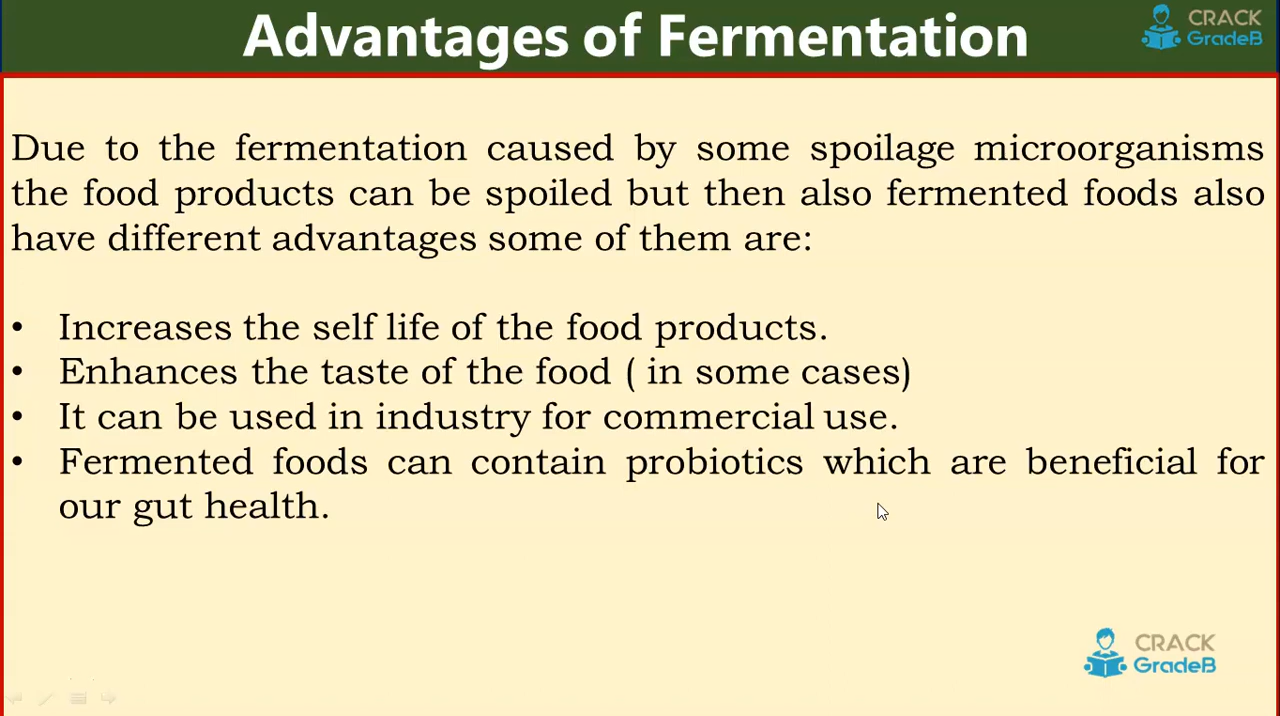 Advantages of Fermentation
CRACK
GradeB
Due to the fermentation caused by some spoilage microorganisms
the food products can be spoiled but then also fermented foods also
have different advantages some of them are:
• Increases the self life of the food products.
• Enhances the taste of the food ( in some cases)
• It can be used in industry for commercial use.
• Fermented foods can contain probiotics which are beneficial for
our gut health.
CRACK
GradeB